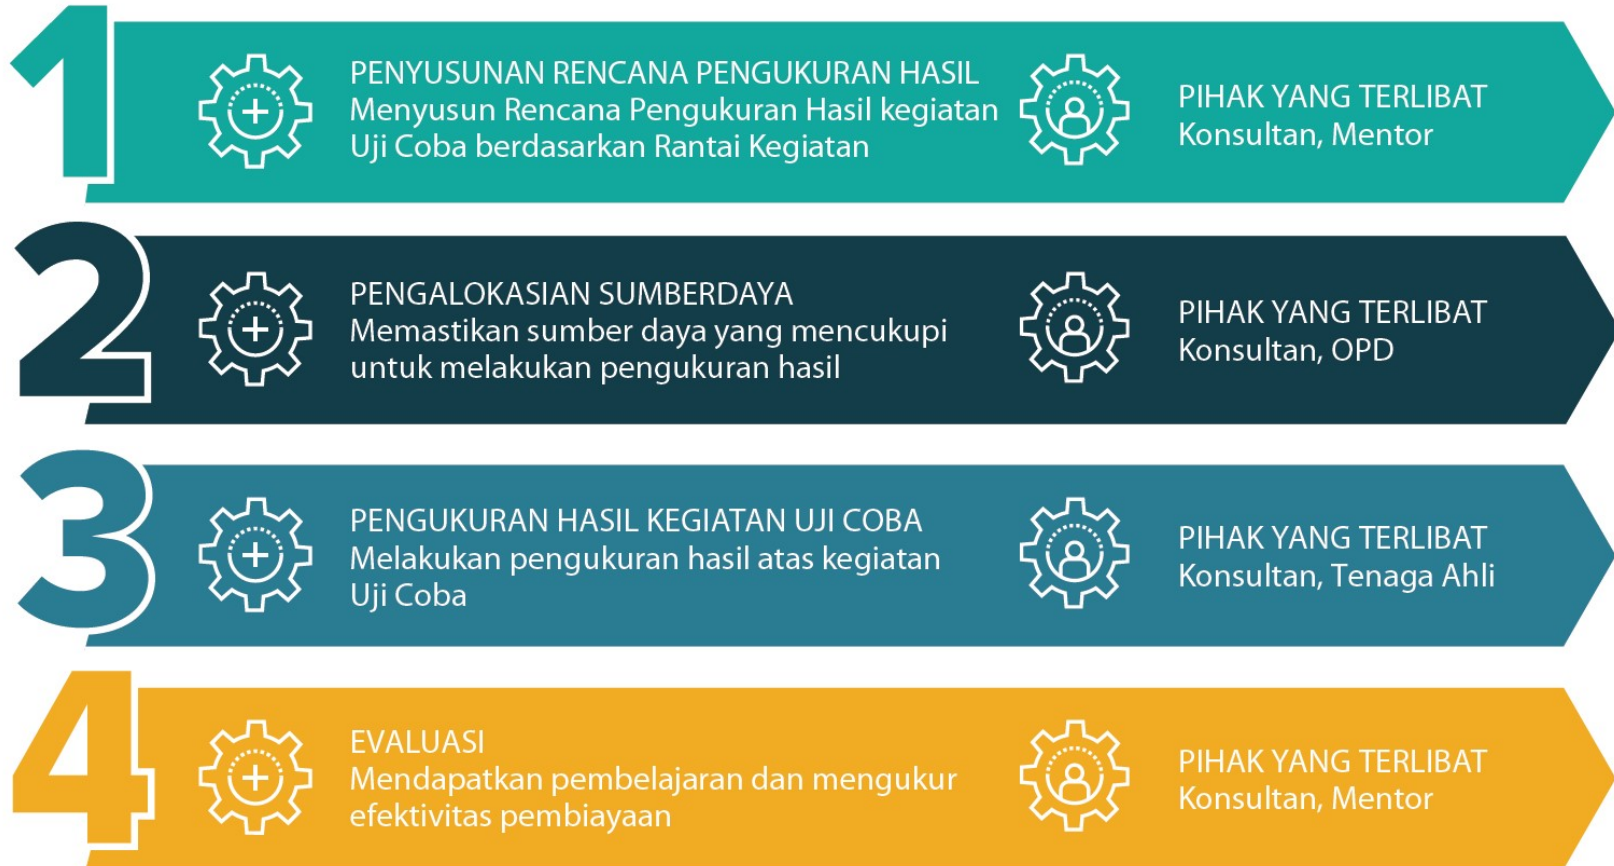 1
PENYUSUNAN RENCANA PENGUKURAN HASIL
Menyusun Rencana Pengukuran Hasil kegiatan
Uji Coba berdasarkan Rantai Kegiatan
PIHAK YANG TERLIBAT
Konsultan, Mentor
2
PENGALOKASIAN SUMBERDAYA
Memastikan sumber daya yang mencukupi
untuk melakukan pengukuran hasil
PIHAK YANG TERLIBAT
Konsultan, OPD
3
PENGUKURAN HASIL KEGIATAN UJI COBA
Melakukan pengukuran hasil atas kegiatan
Uji Coba
PIHAK YANG TERLIBAT
Konsultan, Tenaga Ahli
4
EVALUASI
Mendapatkan pembelajaran dan mengukur
efektivitas pembiayaan
PIHAK YANG TERLIBAT
Konsultan, Mentor